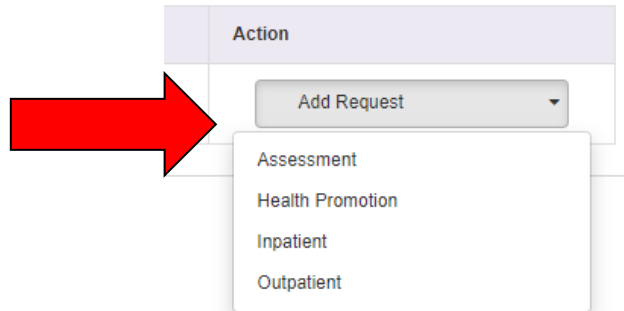 Action
Add Request
Assessment
Health Promotion
Inpatient
Outpatient